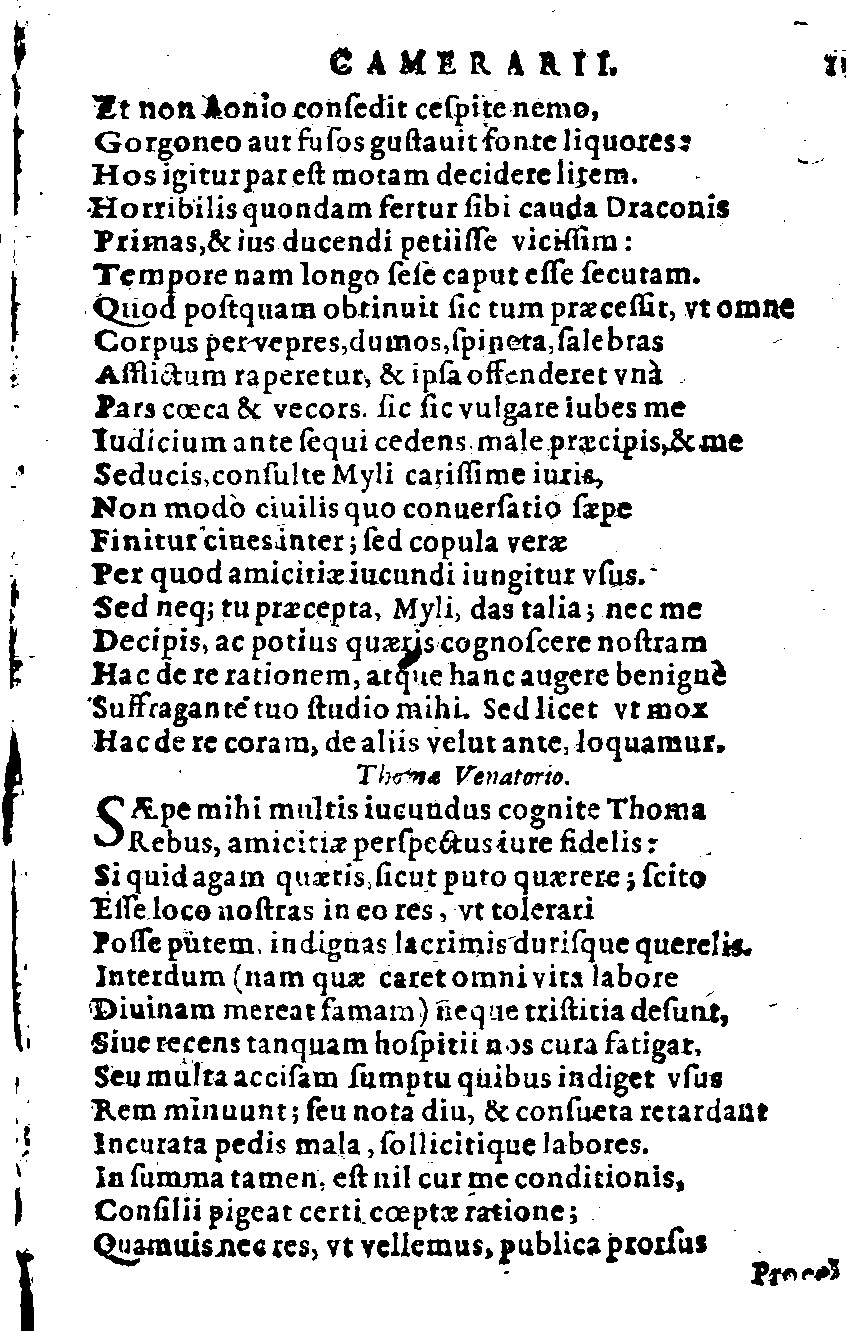 CAMERARII.
Et non Aonio conſedit ceſpite nemo,
Gorgoneo aut fuſos guſtauit fonte liquores:
Hos igitur par eſt motam decidere litem.
Horribilis quondam fertur ſibi cauda Draconis
Primas, & ius ducendi petiiſſe viciſſim:
Tempore nam longo ſeſe caput eſſe ſecutam.
Quod poſtquam obtinuit ſic tum præceſſit, vt omne
Corpus per vepres, dumos, ſpineta, ſalebras
Afflictum raperetur, & ipſa offenderet vnà
Pars cœca & vecors. ſic ſic vulgare iubes me
Iudicium ante ſequi cedens male præcipis, & me
Seducis, conſulte Myli cariſſime iuris,
Non modò ciuilis quo conuerſatio ſæpe
Finitur ciues inter; ſed copula veræ
Per quod amicitiæ iucundi iungitur vſus.
Sed neq; tu præcepta, Myli, das talia; nec me
Decipis, ac potius quæris cognoſcere noſtram
Hac de re rationem, atque hanc augere benignè
Suffragante tuo ſtudio mihi. Sed licet vt mox
Hac de re coram, de aliis velut ante, loquamur.
Thomæ Venatorio.
SÆpe mihi multis iucundus cognite Thoma
Rebus, amicitiæ perſpectus iure fidelis:
Si quid agam quæris, ſicut puto quærere; ſcito
Eſſe loco noſtras in eo res, vt tolerari
Poſſe putem, indignas lacrimis duriſque querelis.
Interdum (nam quæ caret omni vita labore
Diuinam mereat famam) neque triſtitia deſunt,
Siue recens tanquam hoſpitii nos cura fatigat,
Seu multa acciſam ſumptu quibus indiget vſus
Rem minuunt; ſeu nota diu, & conſueta retardant
Incurata pedis mala, ſollicitique labores.
In ſumma tamen, eſt nil cur me conditionis,
Conſilii pigeat certi cœptæ ratione;
Quamuis nec res, vt vellemus, publica prorſus